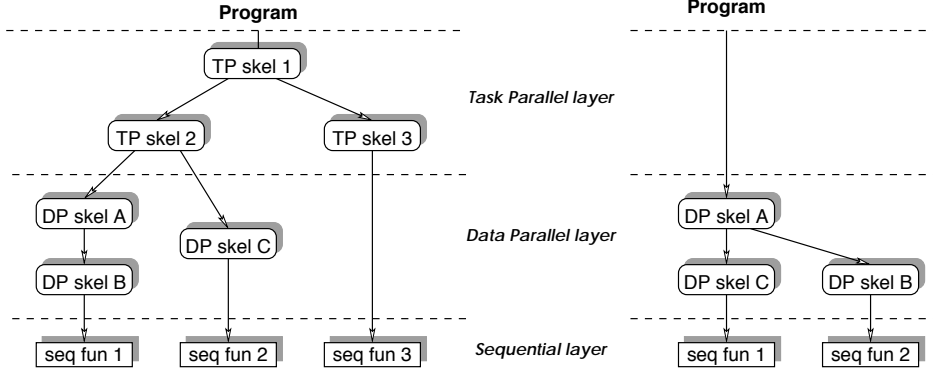 Program
Program
TP skel 1
Task Parallel layer
TP skel 2
TP skel 3
DP skel A
DP skel A
DP skel C
Data Parallel layer
DP skel B
DP skel C
DP skel B
seq fun 1
seq fun 2
seq fun 3
Sequential layer
seq fun 1
seq fun 2